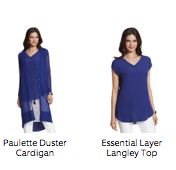 Paulette Duster
Cardigan
Essential Layer
Langley Top